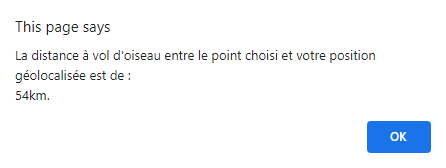 This page says
La distance à vol d'oiseau entre le point choisi et votre position
géolocalisée est de :
54km.
OK